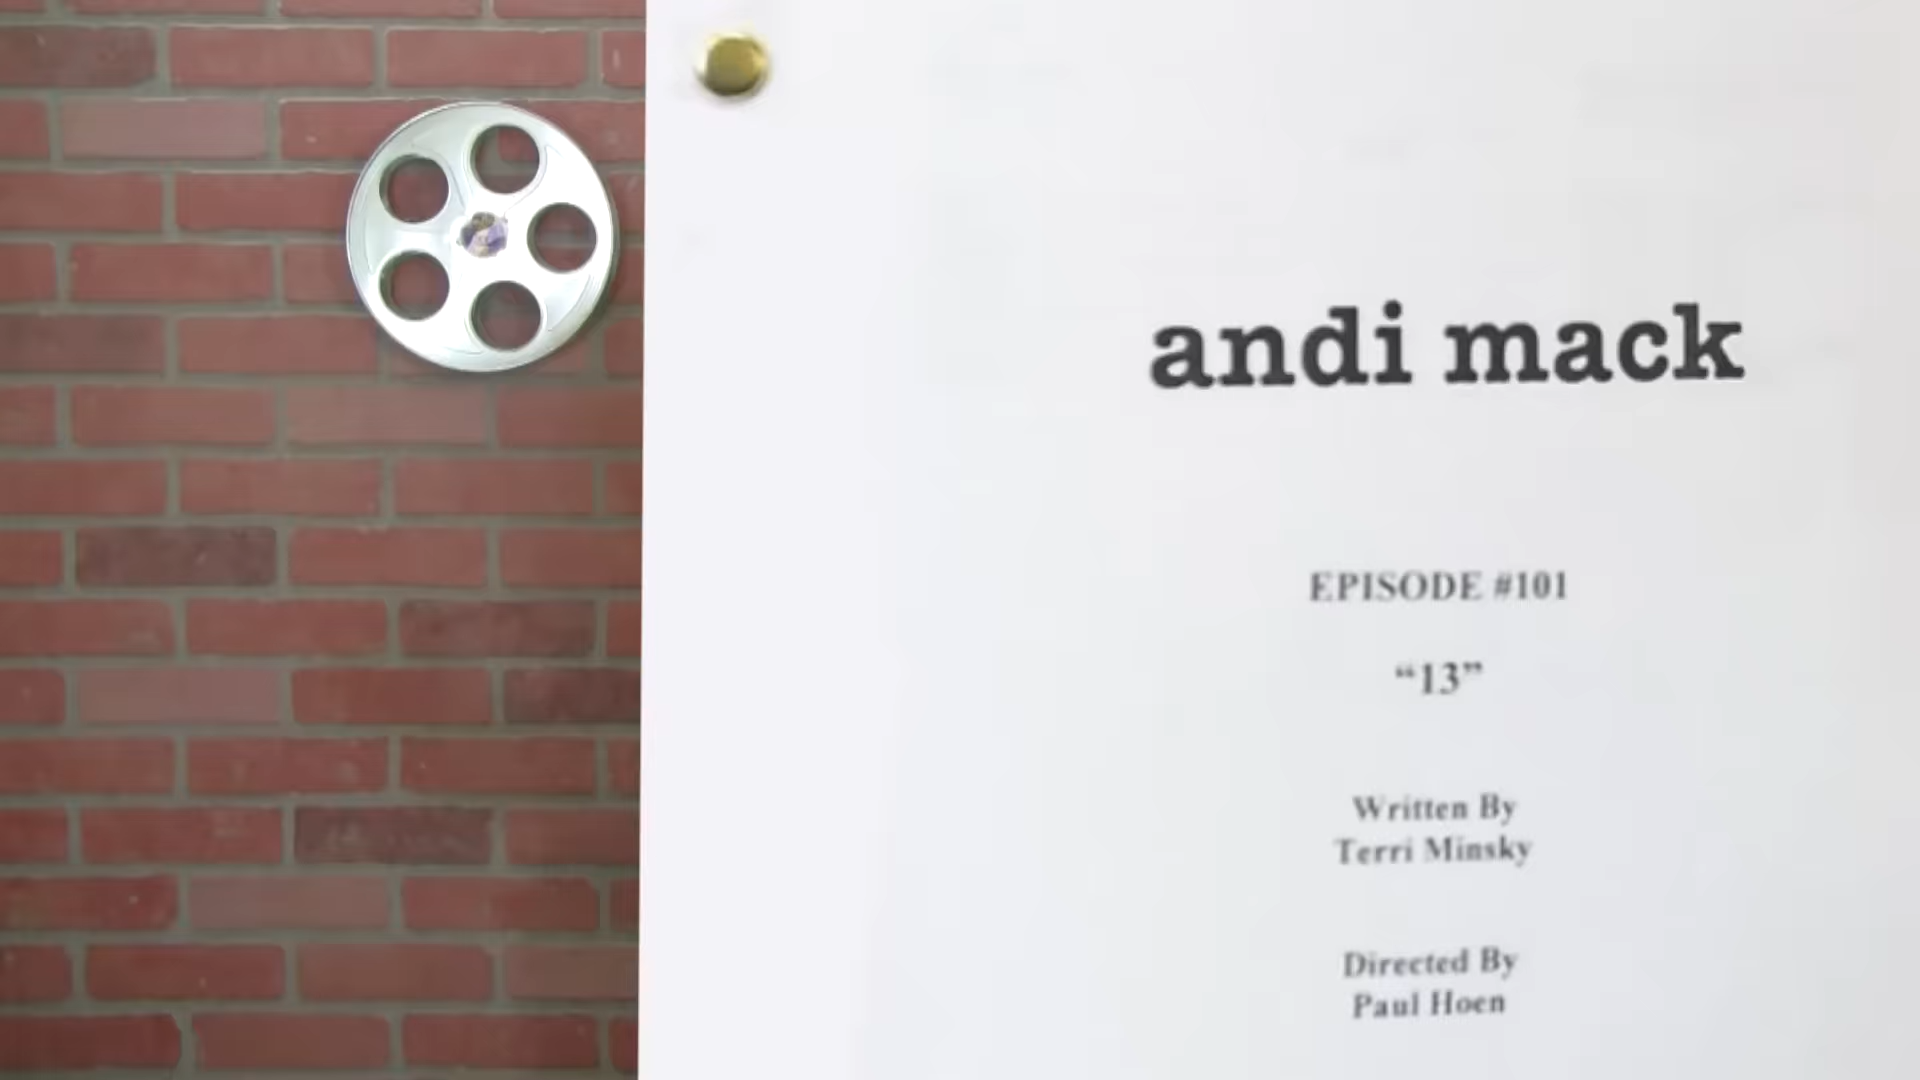 andi mack
EPISODE #101
“13”
Written By
Terri Minsky
Directed By
Paul Hoen